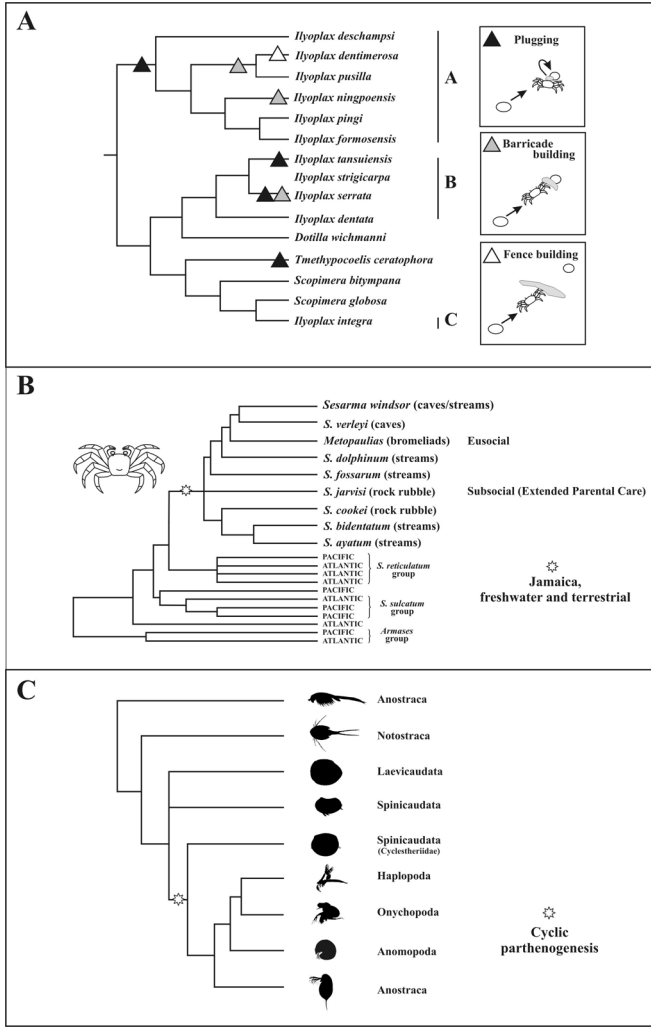 A
Ilyoplax deschampsi
Ilyoplax dentimerosa
Ilyoplax pusilla
Ilyoplax ningpoensis
Ilyoplax pingi
Ilyoplax formosensis
Ilyoplax tansuiensis
Ilyoplax strigicarpa
Ilyoplax serrata
Ilyoplax dentata
Dotilla wichmanni
Tmethypocoelis ceratophora
Scopimera bitympana
Scopimera globosa
Ilyoplax integra
A
B
C
Plugging
Barricade
building
Fence building
B
Sesarma windsor (caves/streams)
S. verleyi (caves)
Metopaulias (bromeliads) Eusocial
S. dolphinum (streams)
S. fossarum (streams)
S. jarvisi (rock rubble) Subsocial (Extended Parental Care)
S. cookei (rock rubble)
S. bidentatum (streams)
S. ayatum (streams)
PACIFIC
ATLANTIC
ATLANTIC
ATLANTIC
S. reticulatum
group
PACIFIC
ATLANTIC
PACIFIC
PACIFIC
S. sulcatum
group
ATLANTIC
PACIFIC
ATLANTIC
Armases
group
Jamaica,
freshwater and terrestrial
C
Anostraca
Notostraca
Laevicaudata
Spinicaudata
Spinicaudata
(Cyclestheriidae)
Haplopoda
Onychopoda
Anomopoda
Anostraca
Cyclic
parthenogenesis